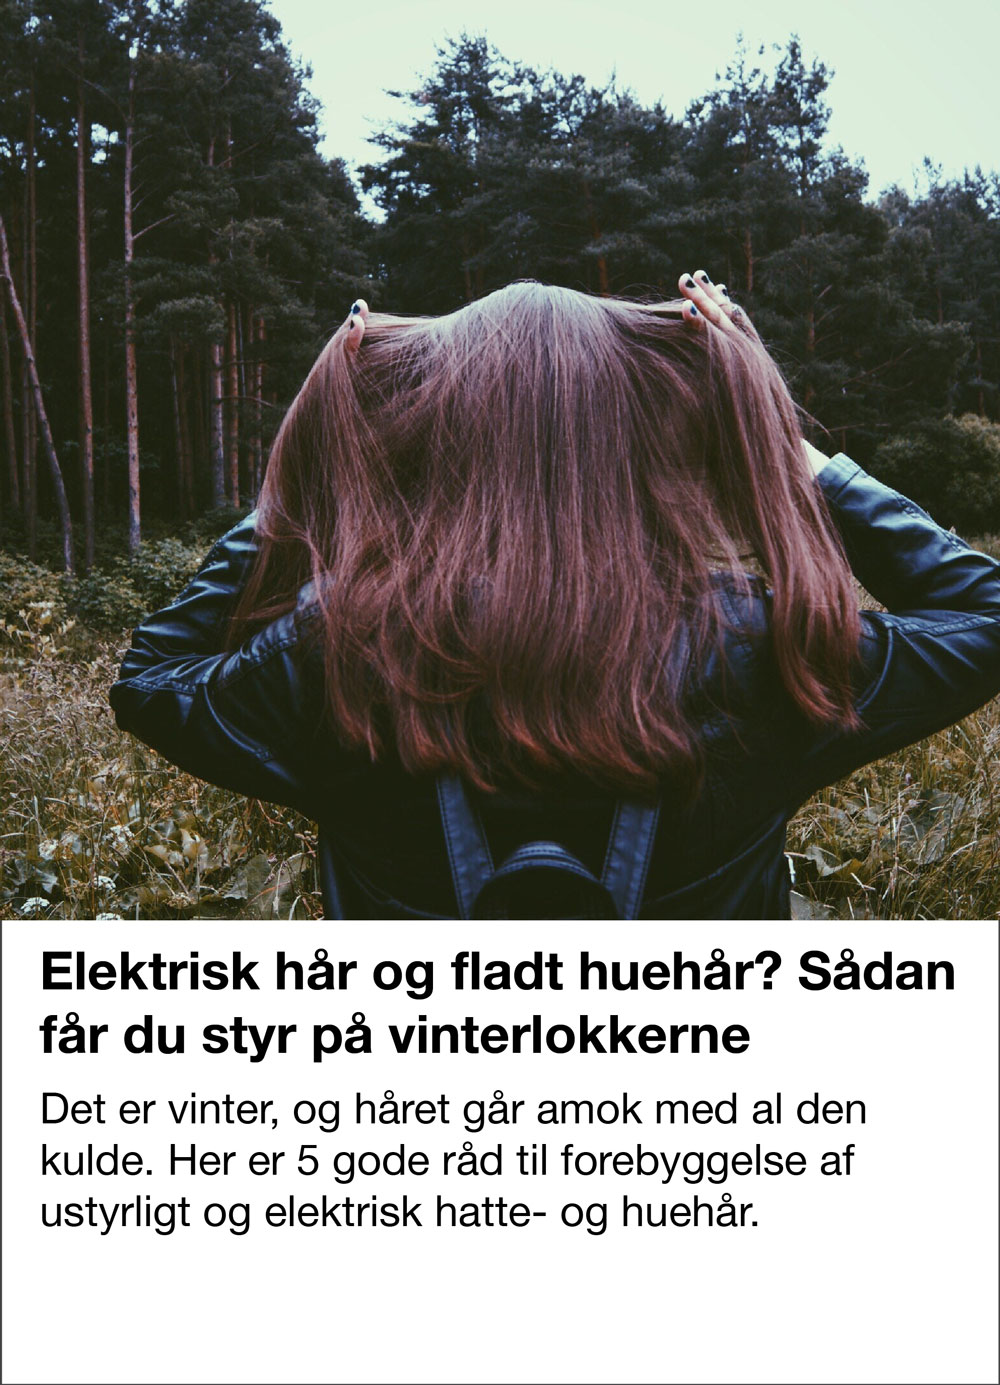 Elektrisk hår og fladt huehår? Sådan
får du styr på vinterlokkerne
Det er vinter, og håret går amok med al den
kulde. Her er 5 gode råd til forebyggelse af
ustyrligt og elektrisk hatte- og huehår.